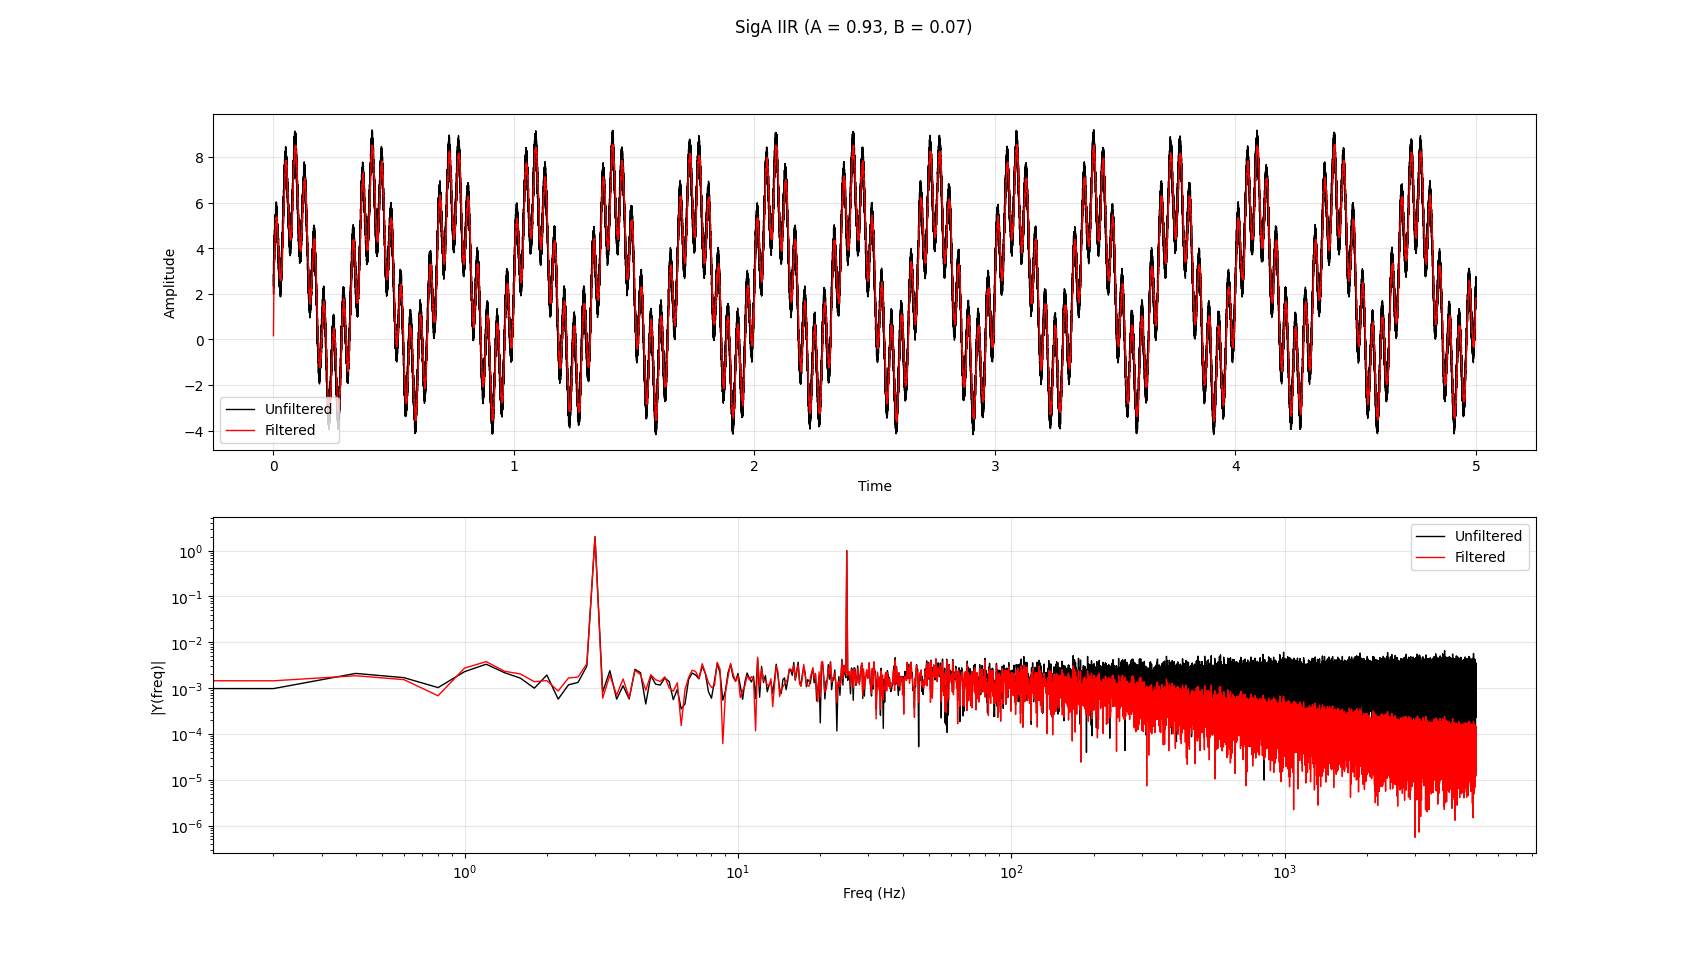 SigA IIR (A = 0.93, B = 0.07)
Amplitude
8
6
4
2
0
−2
−4
Unfiltered
Filtered
0 1 2 3 4 5
Time
|Y(freq)|
10⁰
10⁻¹
10⁻²
10⁻³
10⁻⁴
10⁻⁵
10⁻⁶
Unfiltered
Filtered
10⁰ 10¹ 10² 10³
Freq (Hz)